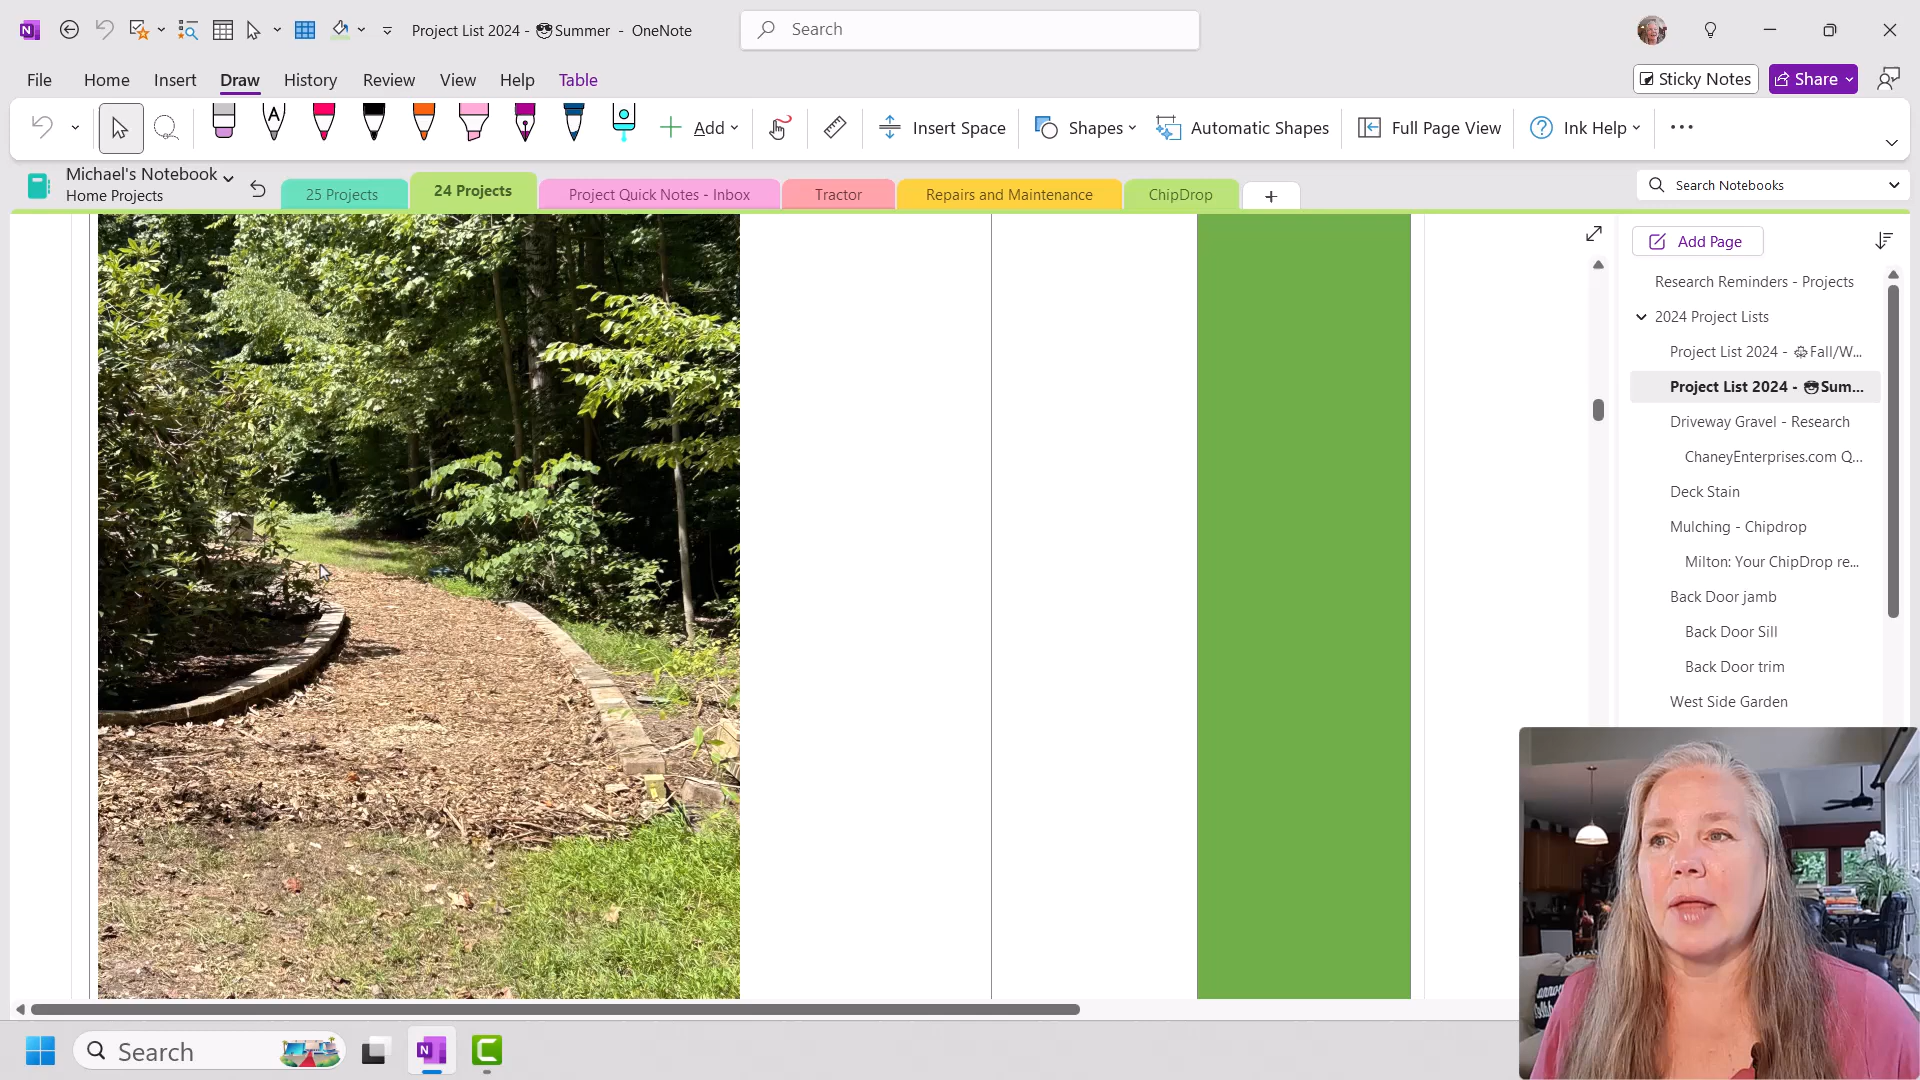 Project List 2024 - 😎Summer - OneNote
Search
File Home Insert Draw History Review View Help Table
Sticky Notes Share
Add Insert Space Shapes Automatic Shapes Full Page View Ink Help
Michael's Notebook
Home Projects
25 Projects 24 Projects Project Quick Notes - Inbox Tractor Repairs and Maintenance ChipDrop
Search Notebooks
Add Page
Research Reminders - Projects
2024 Project Lists
Project List 2024 - Fall/W...
Project List 2024 - 😎Sum...
Driveway Gravel - Research
ChaneyEnterprises.com Q...
Deck Stain
Mulching - Chipdrop
Milton: Your ChipDrop re...
Back Door jamb
Back Door Sill
Back Door trim
West Side Garden
Search